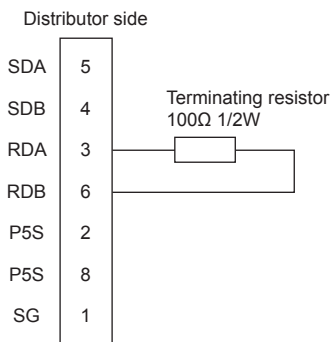 Distributor side
SDA 5
SDB 4
Terminating resistor
100Ω 1/2W
RDA 3
RDB 6
P5S 2
P5S 8
SG 1